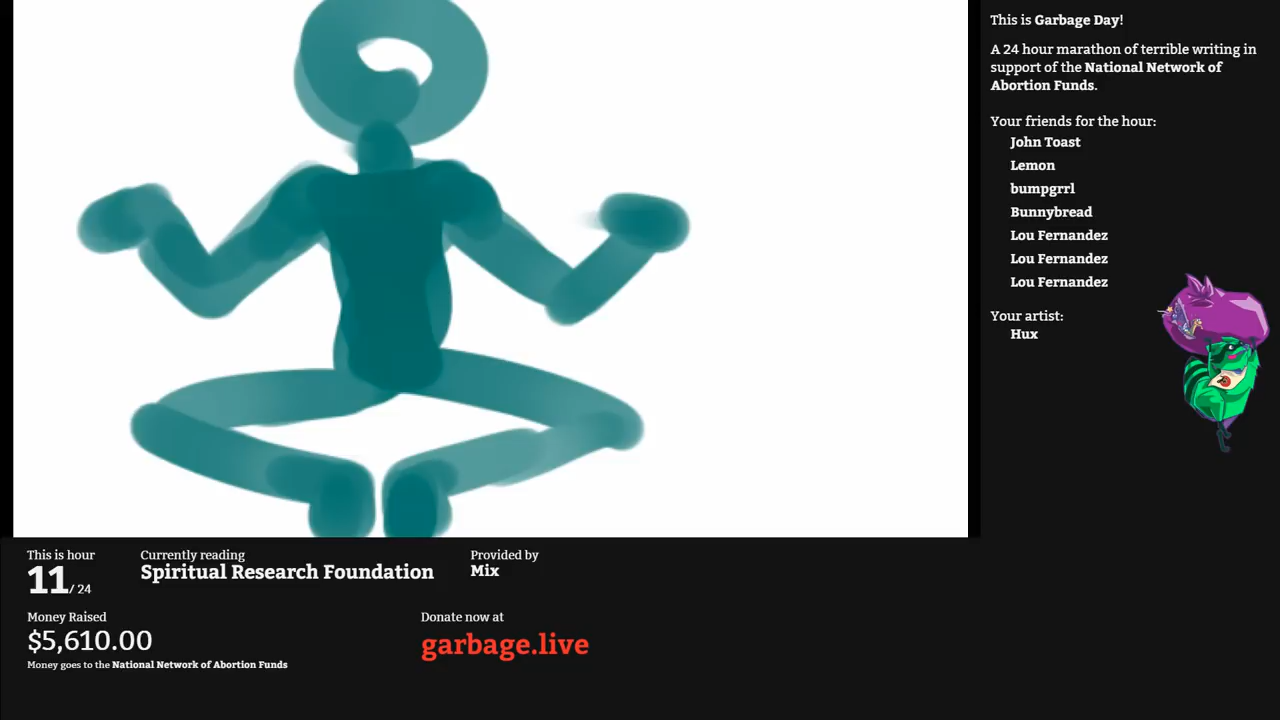 This is Garbage Day!
A 24 hour marathon of terrible writing in
support of the National Network of
Abortion Funds.
Your friends for the hour:
John Toast
Lemon
bumpgrrl
Bunnybread
Lou Fernandez
Lou Fernandez
Lou Fernandez
Your artist:
Hux
This is hour
11/ 24
Currently reading
Spiritual Research Foundation
Provided by
Mix
Money Raised
$5,610.00
Money goes to the National Network of Abortion Funds
Donate now at
garbage.live